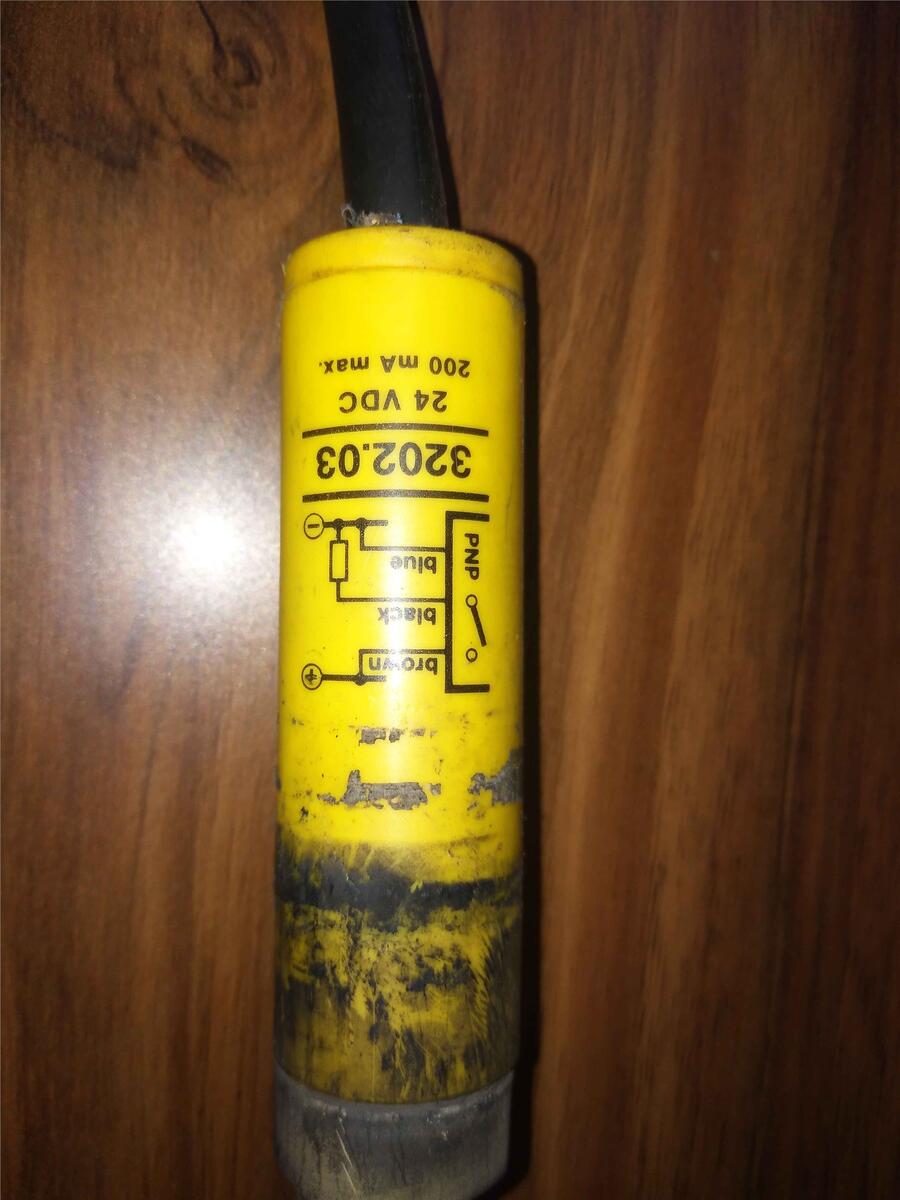 brown +
black
PNP
blue
−
3202.03
24 VDC
200 mA max.